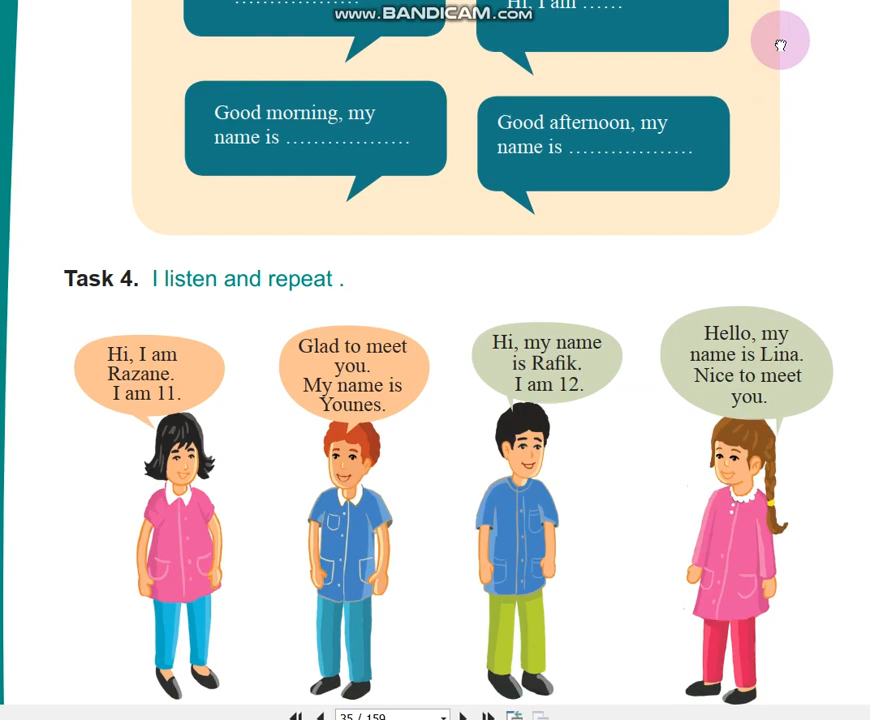 www.BANDICAM.com
.................. Hi, I am ......
Good morning, my
name is ..................
Good afternoon, my
name is ..................
Task 4. I listen and repeat .
Hi, I am
Razane.
I am 11.
Glad to meet
you.
My name is
Younes.
Hi, my name
is Rafik.
I am 12.
Hello, my
name is Lina.
Nice to meet
you.
35 / 159